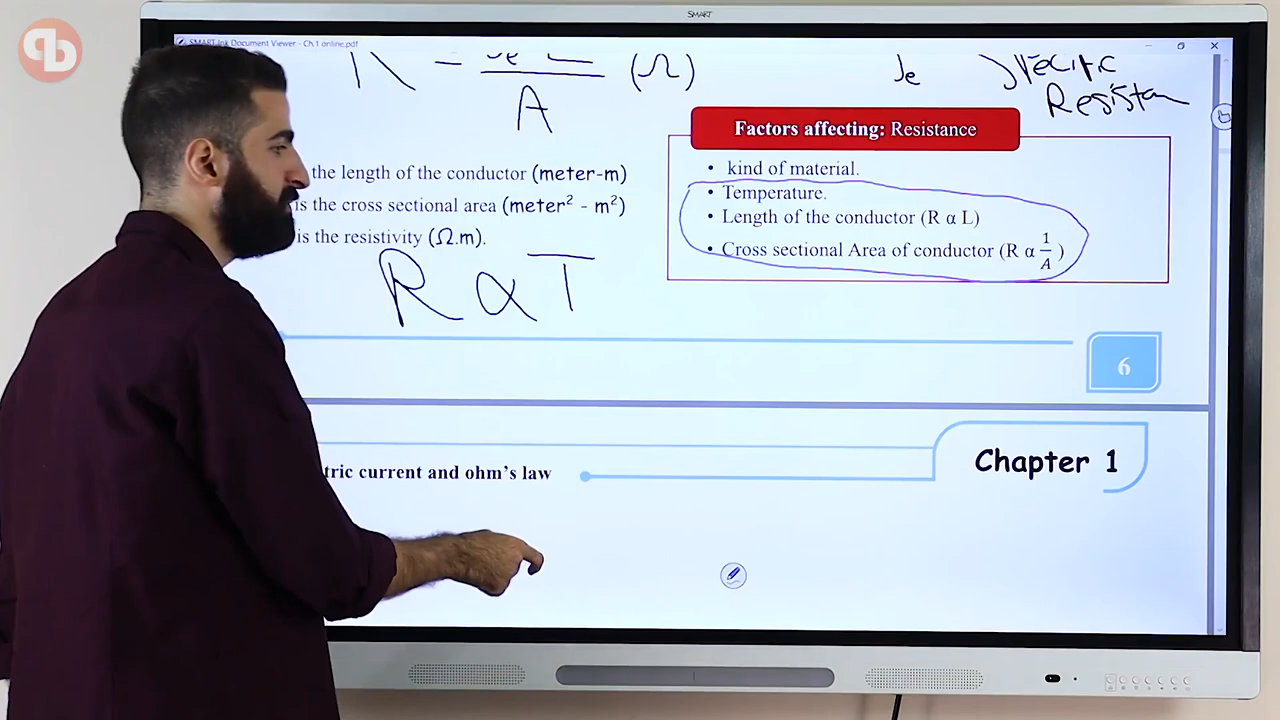 SMART
SMART Ink Document Viewer - Ch.1 online.pdf
R = ρe L (Ω)
A
ρe
Specific
Resistan
Factors affecting: Resistance
• kind of material.
• Temperature.
• Length of the conductor (R α L)
• Cross sectional Area of conductor (R α 1/A)
the length of the conductor (meter-m)
is the cross sectional area (meter² - m²)
is the resistivity (Ω.m).
R α T
6
tric current and ohm's law
Chapter 1